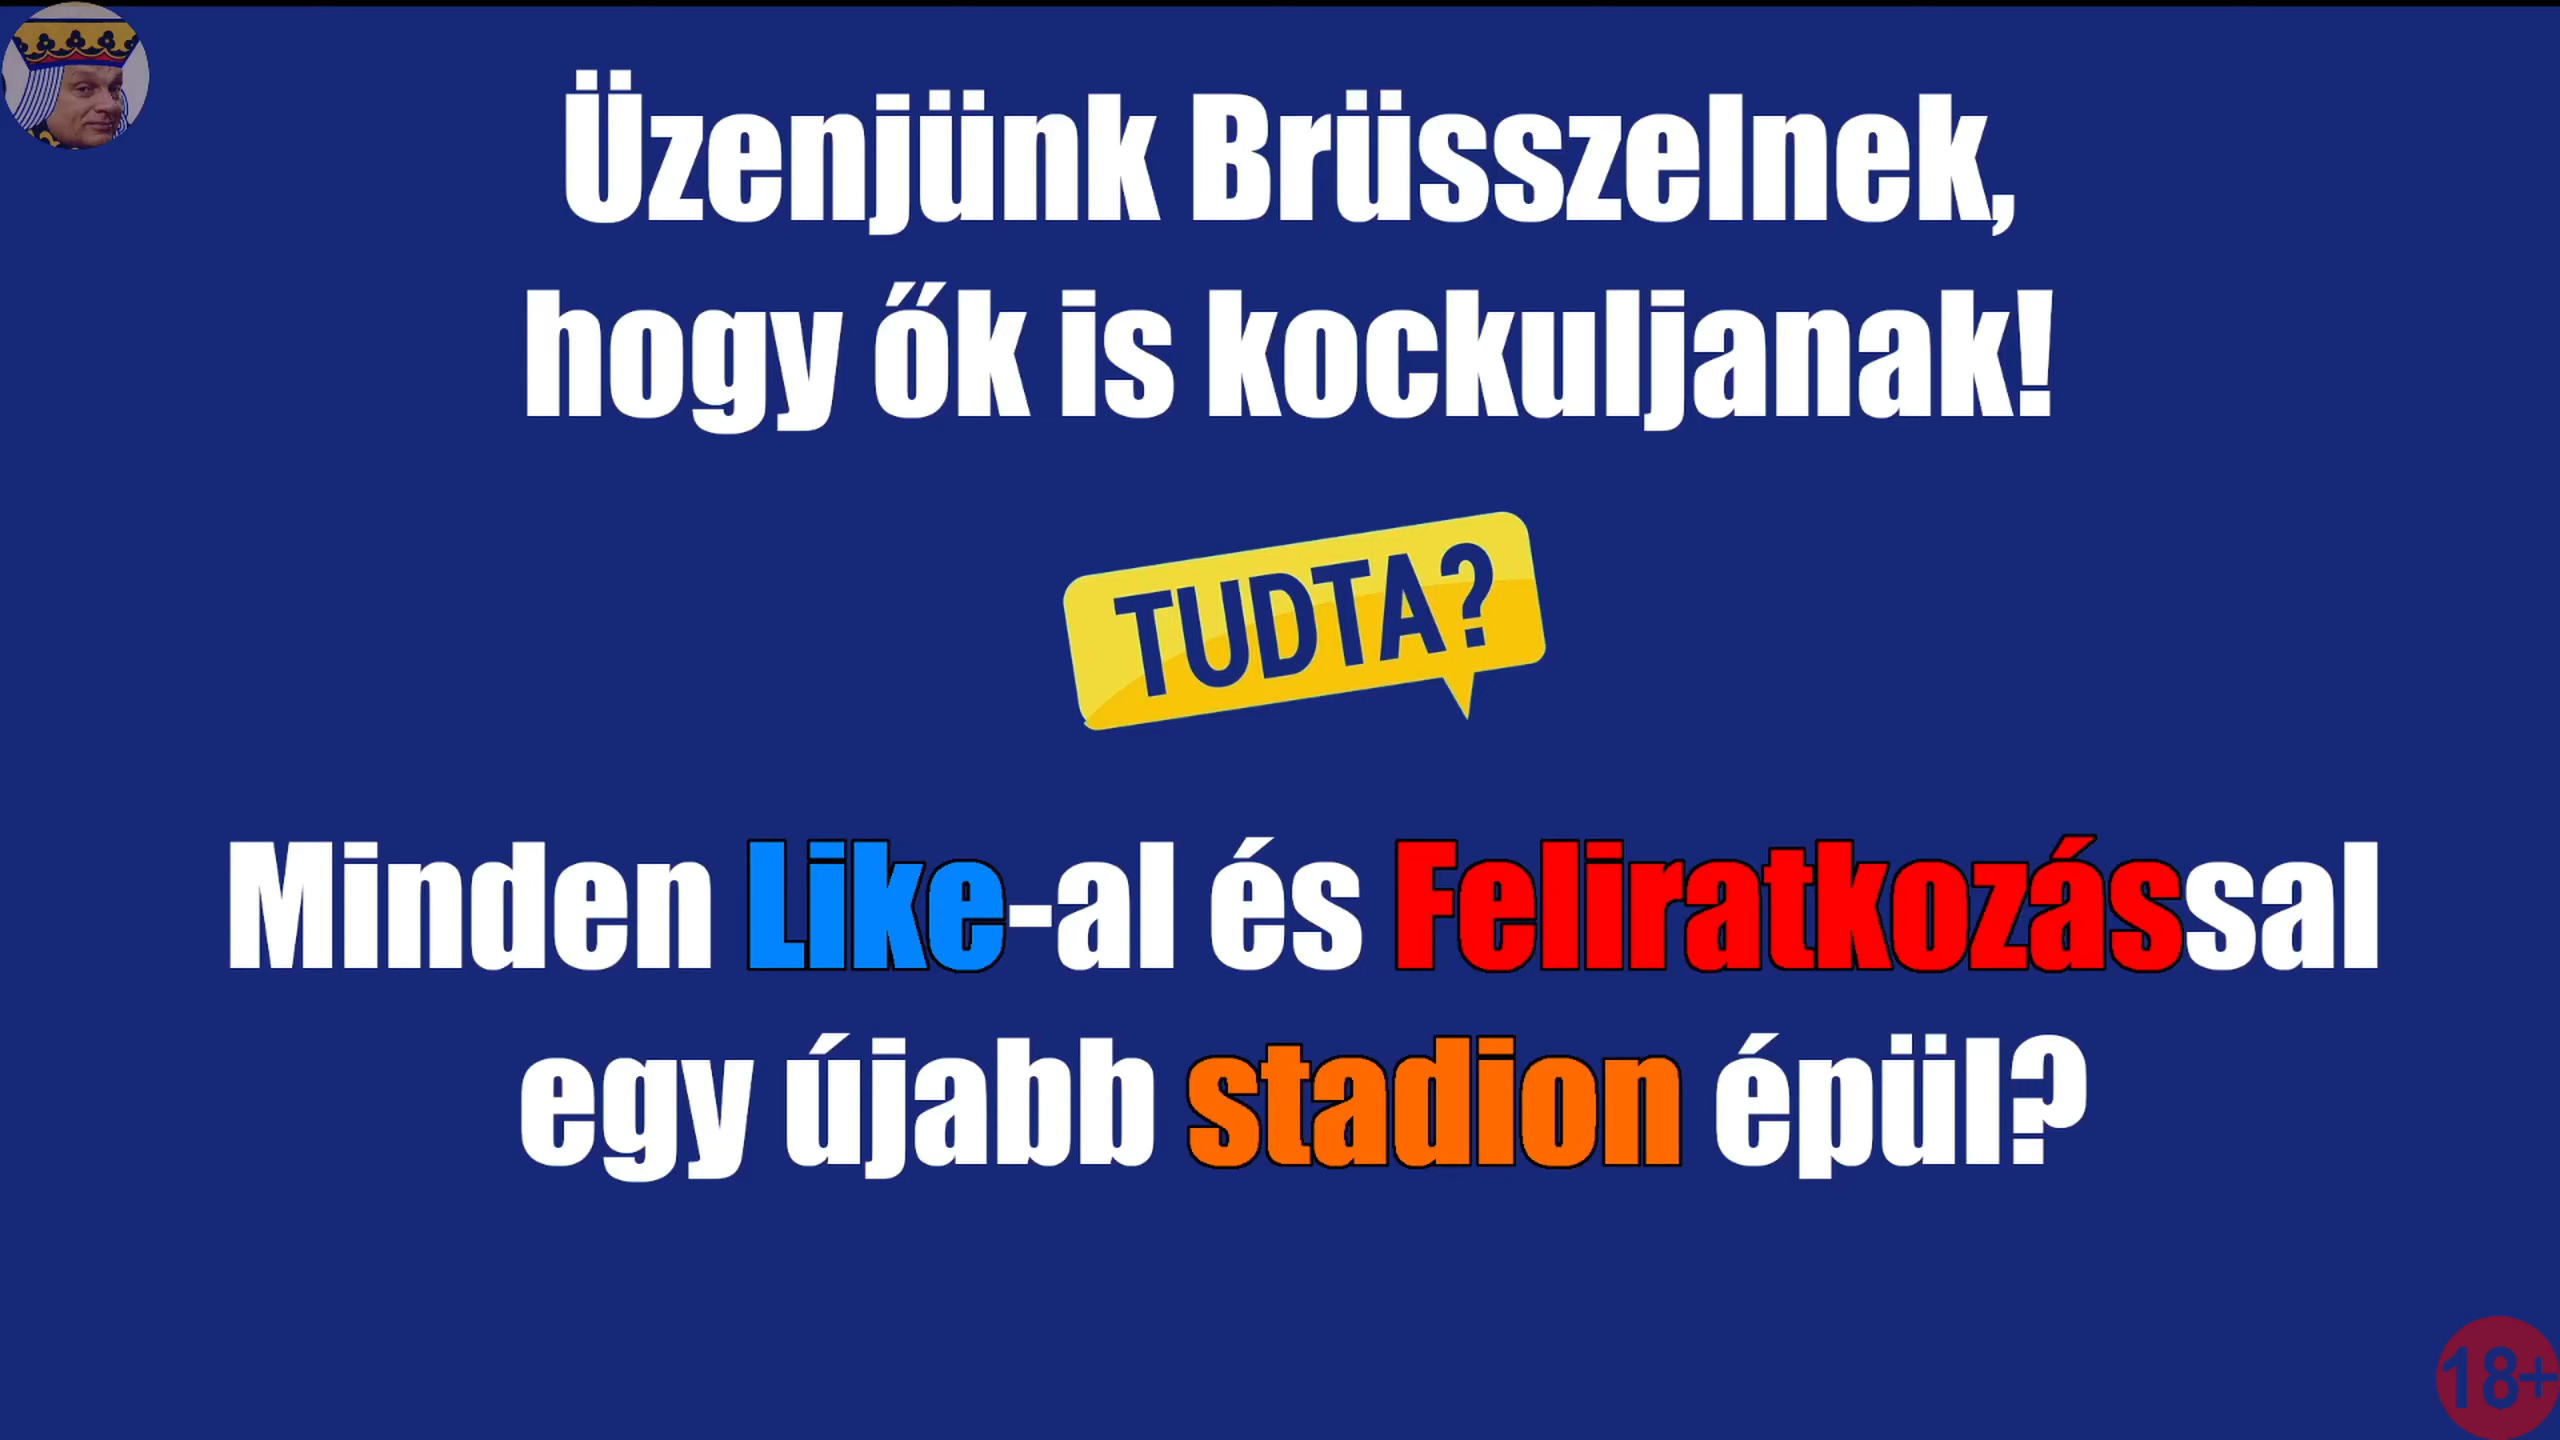 Üzenjünk Brüsszelnek,
hogy ők is kockuljanak!
TUDTA?
Minden Like-al és Feliratkozással
egy újabb stadion épül?
18+